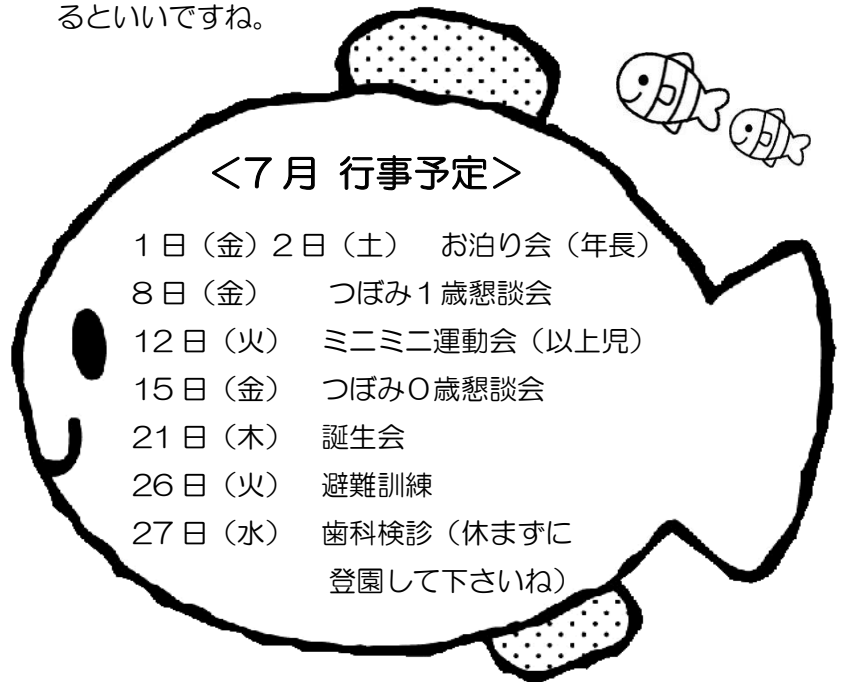 るといいですね。
＜７月 行事予定＞
１日（金）２日（土） お泊り会（年長）
８日（金） つぼみ１歳懇談会
12日（火） ミニミニ運動会（以上児）
15日（金） つぼみ０歳懇談会
21日（木） 誕生会
26日（火） 避難訓練
27日（水） 歯科検診（休まずに
登園して下さいね）